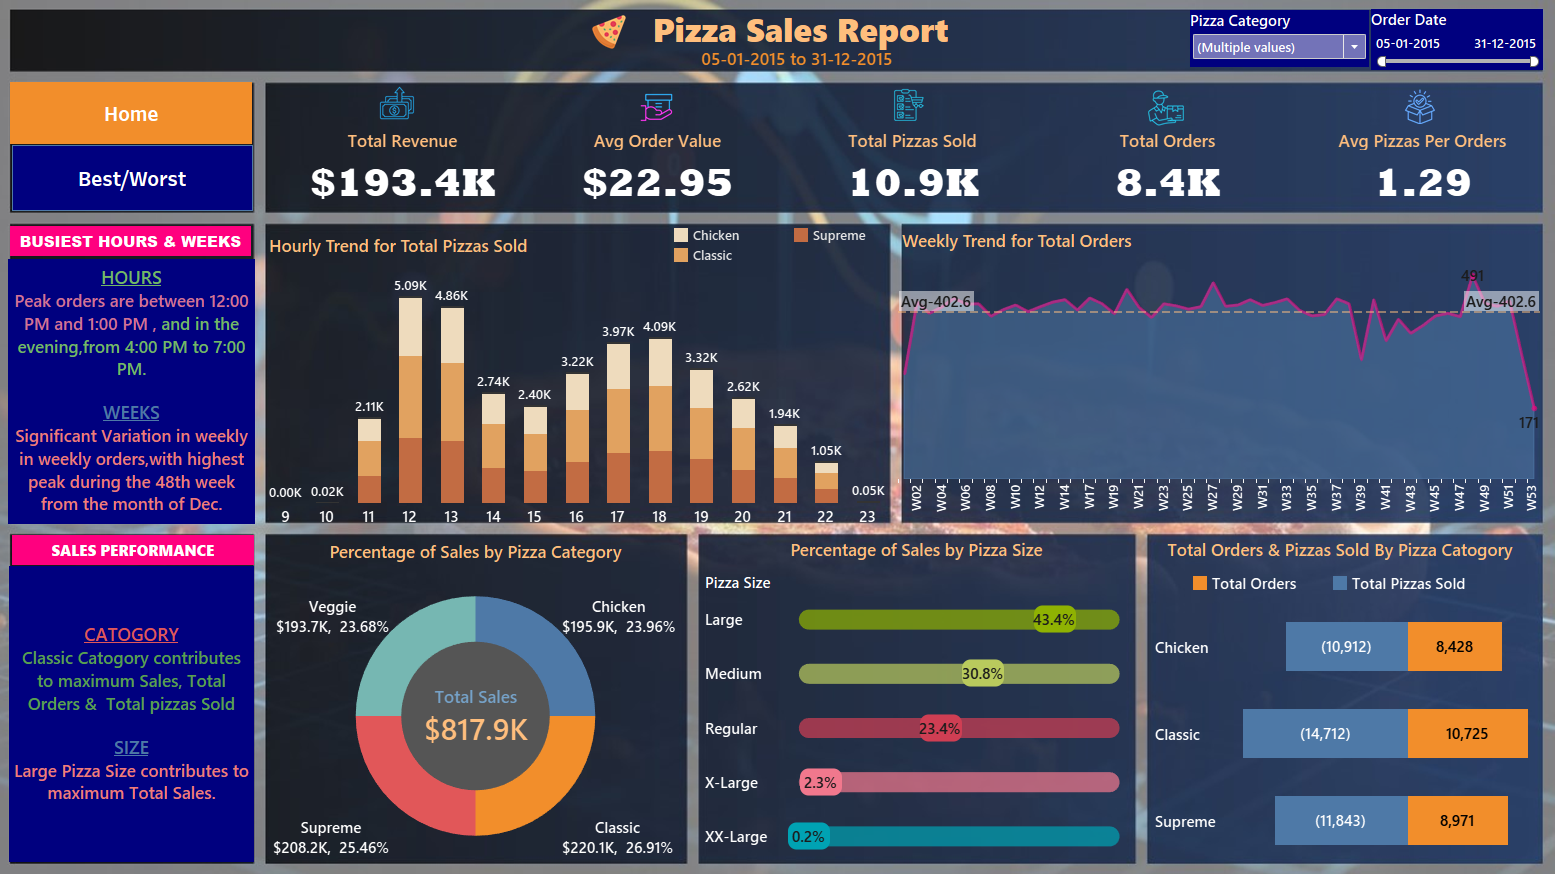 Pizza Sales Report
05-01-2015 to 31-12-2015
Pizza Category
(Multiple values)
Order Date
05-01-2015 31-12-2015
Home
Best/Worst
Total Revenue
$193.4K
Avg Order Value
$22.95
Total Pizzas Sold
10.9K
Total Orders
8.4K
Avg Pizzas Per Orders
1.29
BUSIEST HOURS & WEEKS
HOURS
Peak orders are between 12:00
PM and 1:00 PM , and in the
evening,from 4:00 PM to 7:00
PM.
WEEKS
Significant Variation in weekly
in weekly orders,with highest
peak during the 48th week
from the month of Dec.
Hourly Trend for Total Pizzas Sold
Chicken
Supreme
Classic
0.00K
0.02K
2.11K
5.09K
4.86K
2.74K
2.40K
3.22K
3.97K
4.09K
3.32K
2.62K
1.94K
1.05K
0.05K
9 10 11 12 13 14 15 16 17 18 19 20 21 22 23
Weekly Trend for Total Orders
491
Avg-402.6
Avg-402.6
171
W02 W04 W06 W08 W10 W12 W14 W17 W19 W21 W23 W25 W27 W29 W31 W33 W35 W37 W39 W41 W43 W45 W47 W49 W51 W53
SALES PERFORMANCE
CATOGORY
Classic Catogory contributes
to maximum Sales, Total
Orders & Total pizzas Sold
SIZE
Large Pizza Size contributes to
maximum Total Sales.
Percentage of Sales by Pizza Category
Veggie
$193.7K, 23.68%
Chicken
$195.9K, 23.96%
Total Sales
$817.9K
Supreme
$208.2K, 25.46%
Classic
$220.1K, 26.91%
Percentage of Sales by Pizza Size
Pizza Size
Large 43.4%
Medium 30.8%
Regular 23.4%
X-Large 2.3%
XX-Large 0.2%
Total Orders & Pizzas Sold By Pizza Catogory
Total Orders
Total Pizzas Sold
Chicken (10,912) 8,428
Classic (14,712) 10,725
Supreme (11,843) 8,971